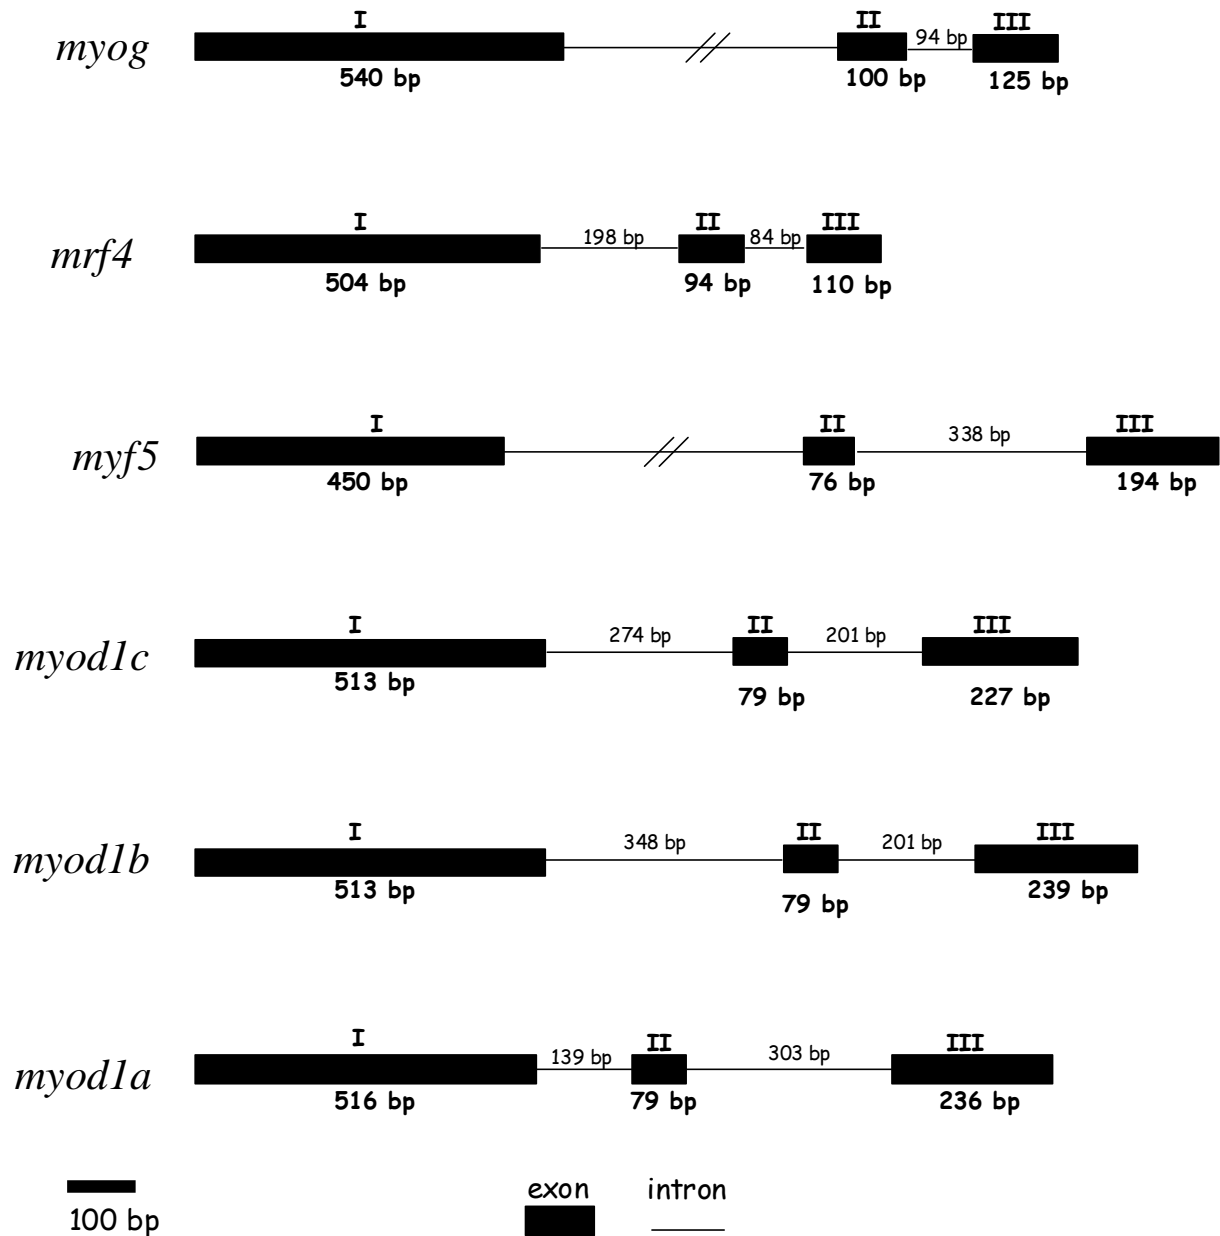 I II III
myog 94 bp
540 bp 100 bp 125 bp
I II III
mrf4 198 bp 84 bp
504 bp 94 bp 110 bp
I II III
myf5 338 bp
450 bp 76 bp 194 bp
I II III
myod1c 274 bp 201 bp
513 bp 79 bp 227 bp
I II III
myod1b 348 bp 201 bp
513 bp 79 bp 239 bp
I II III
myod1a 139 bp 303 bp
516 bp 79 bp 236 bp
exon intron
100 bp